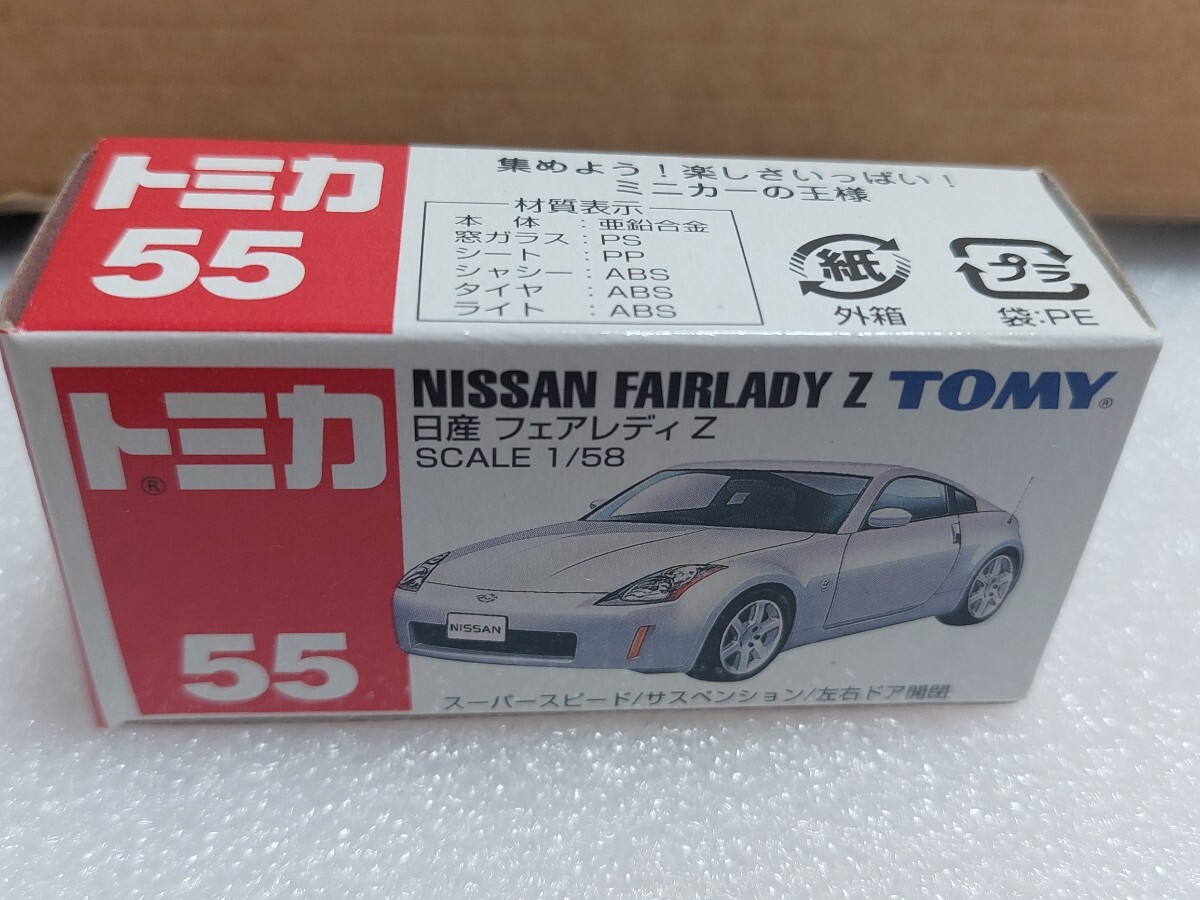 トミカ
55
集めよう！楽しさいっぱい！
ミニカーの王様
材質表示
本　体　：亜鉛合金
窓ガラス：PS
シート　：PP
シャシー：ABS
タイヤ　：ABS
ライト　：ABS
紙
外箱
プラ
袋:PE
トミカ®
55
NISSAN FAIRLADY Z TOMY®
日産 フェアレディ Z
SCALE 1/58
NISSAN
スーパースピード/サスペンション/左右ドア開閉